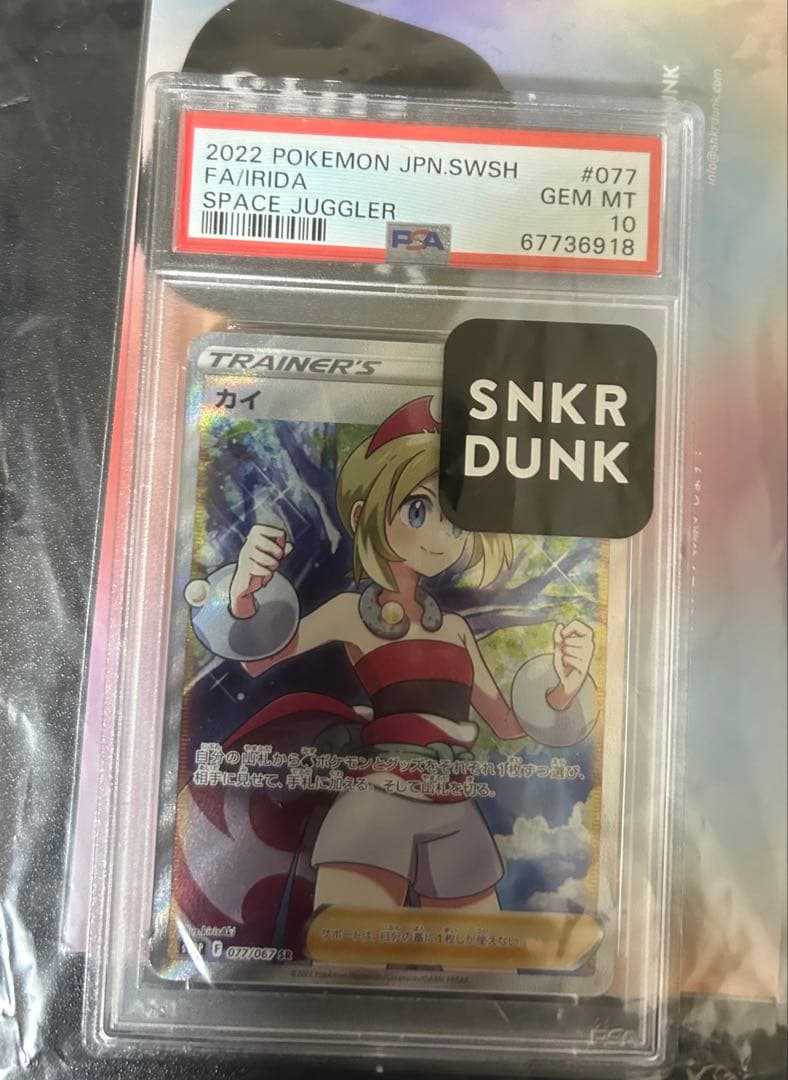 2022 POKEMON JPN.SWSH #077
FA/IRIDA GEM MT
SPACE JUGGLER 10
PSA 67736918
info@snkrdunk.com
TRAINER'S
カイ
SNKR
DUNK
自分の山札からポケモンとグッズをそれぞれ1枚ずつ選び、
相手に見せて、手札に加える。そして山札を切る。
サポートは、自分の番に1枚しか使えない。
F 077/067 SR